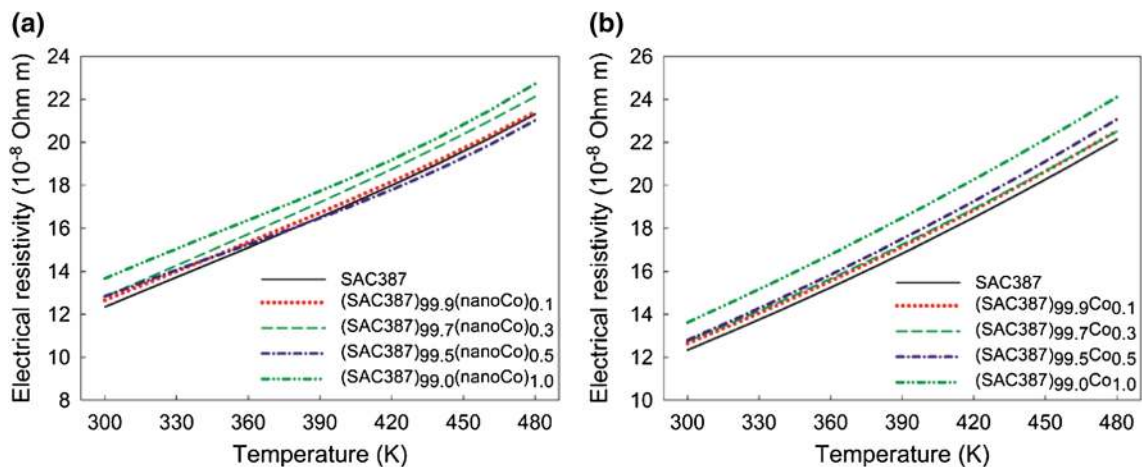 (a)
Electrical resistivity (10⁻⁸ Ohm m)
24
22
20
18
16
14
12
10
8
300 330 360 390 420 450 480
Temperature (K)
SAC387
(SAC387)99.9(nanoCo)0.1
(SAC387)99.7(nanoCo)0.3
(SAC387)99.5(nanoCo)0.5
(SAC387)99.0(nanoCo)1.0
(b)
Electrical resistivity (10⁻⁸ Ohm m)
26
24
22
20
18
16
14
12
10
300 330 360 390 420 450 480
Temperature (K)
SAC387
(SAC387)99.9Co0.1
(SAC387)99.7Co0.3
(SAC387)99.5Co0.5
(SAC387)99.0Co1.0